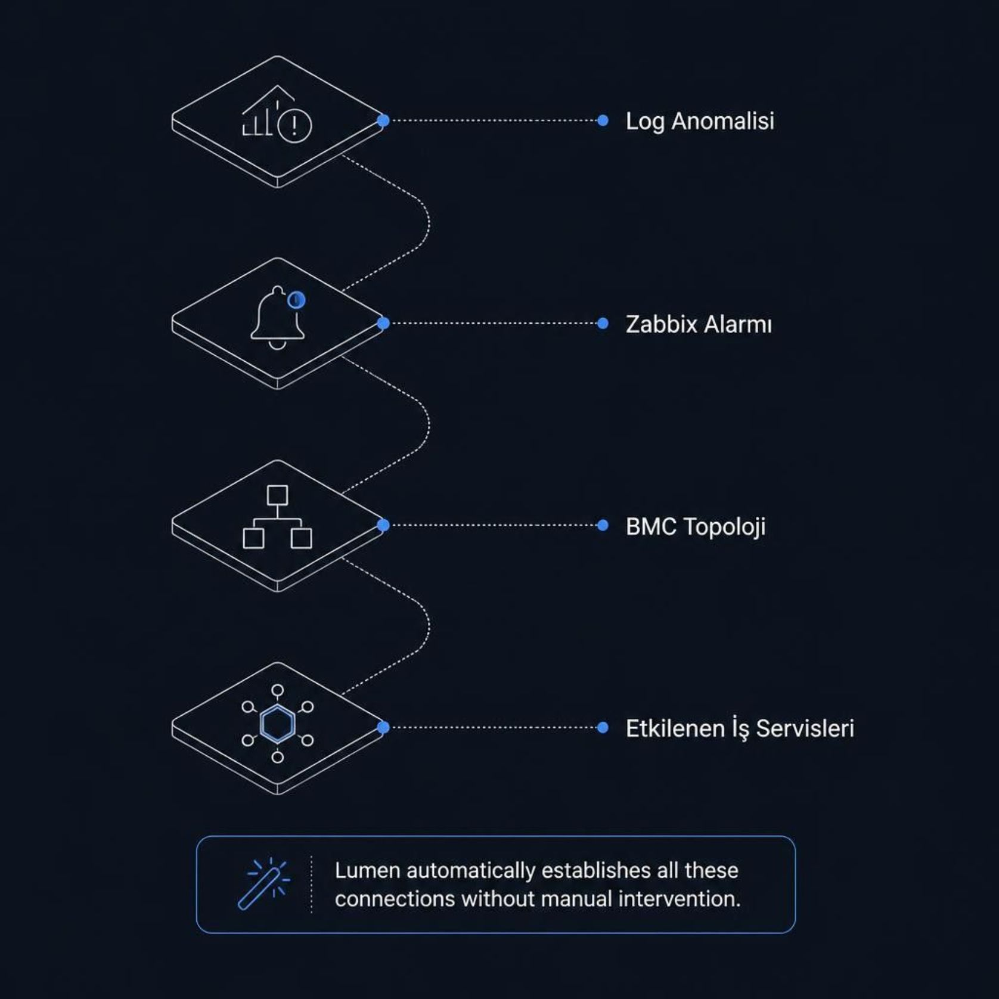 Log Anomalisi
Zabbix Alarmı
BMC Topoloji
Etkilenen İş Servisleri
Lumen automatically establishes all these
connections without manual intervention.